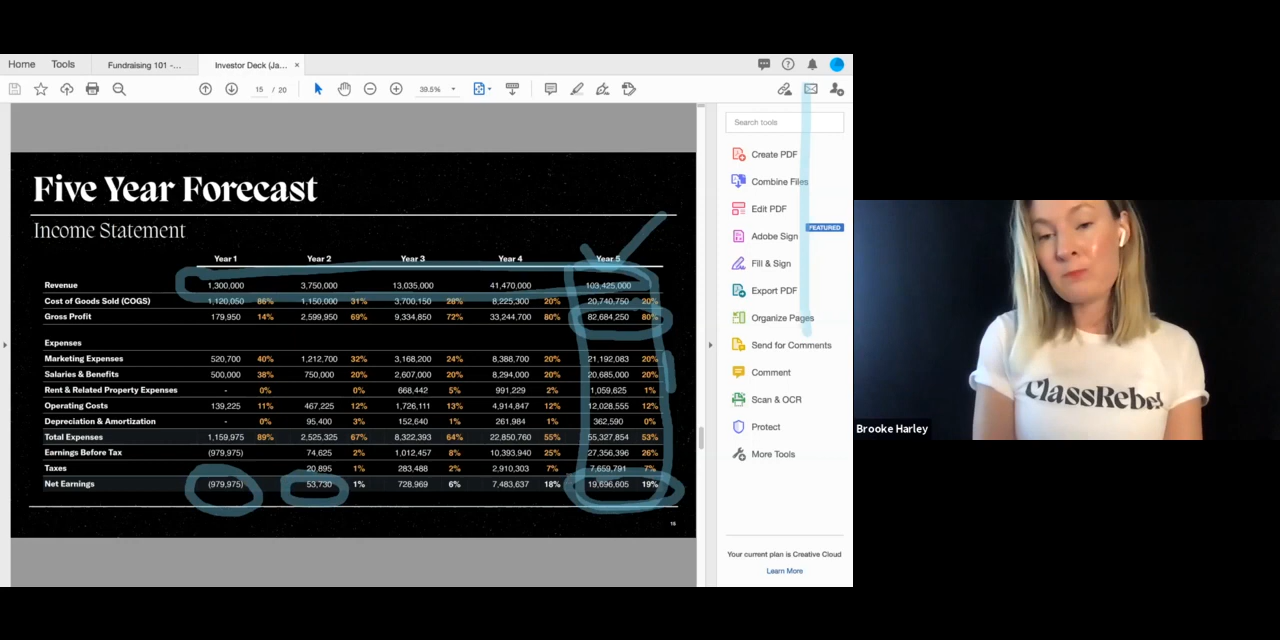 Home Tools Fundraising 101 -... Investor Deck (Ja... ×
15 / 20 39.5%
Five Year Forecast
Income Statement
Year 1 Year 2 Year 3 Year 4 Year 5
Revenue 1,300,000 3,750,000 13,035,000 41,470,000 103,425,000
Cost of Goods Sold (COGS) 1,120,050 86% 1,150,000 31% 3,700,150 28% 8,225,300 20% 20,740,750 20%
Gross Profit 179,950 14% 2,599,950 69% 9,334,850 72% 33,244,700 80% 82,684,250 80%
Expenses
Marketing Expenses 520,700 40% 1,212,700 32% 3,168,200 24% 8,388,700 20% 21,192,083 20%
Salaries & Benefits 500,000 38% 750,000 20% 2,607,000 20% 8,294,000 20% 20,685,000 20%
Rent & Related Property Expenses - 0% 0% 668,442 5% 991,229 2% 1,059,625 1%
Operating Costs 139,225 11% 467,225 12% 1,726,111 13% 4,914,847 12% 12,028,555 12%
Depreciation & Amortization - 0% 95,400 3% 152,640 1% 261,984 1% 362,590 0%
Total Expenses 1,159,975 89% 2,525,325 67% 8,322,393 64% 22,850,760 55% 55,327,854 53%
Earnings Before Tax (979,975) 74,625 2% 1,012,457 8% 10,393,940 25% 27,356,396 26%
Taxes 20,895 1% 283,488 2% 2,910,303 7% 7,659,791 7%
Net Earnings (979,975) 53,730 1% 728,969 6% 7,483,637 18% 19,696,605 19%
Search tools
Create PDF
Combine Files
Edit PDF
FEATURED
Adobe Sign
Fill & Sign
Export PDF
Organize Pages
Send for Comments
Comment
Scan & OCR
Protect
More Tools
Your current plan is Creative Cloud
Learn More
ClassRebel
Brooke Harley